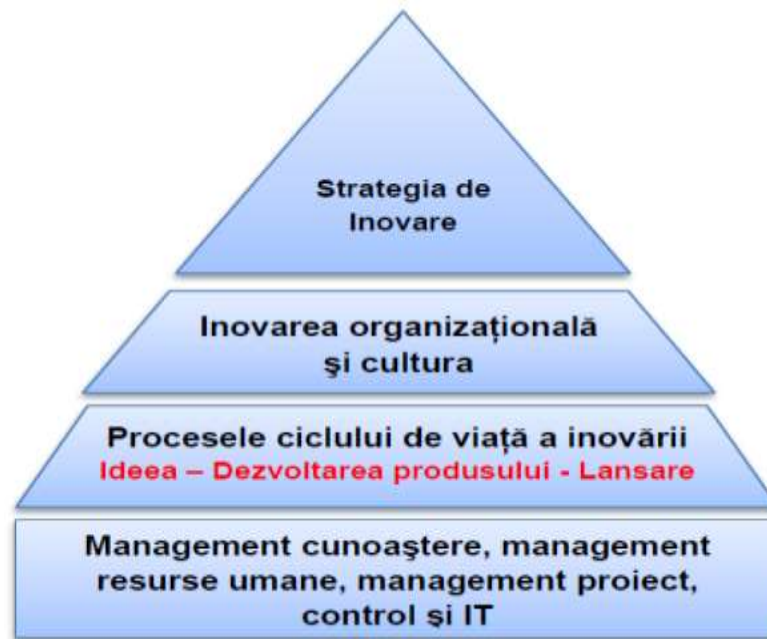 Strategia de
Inovare
Inovarea organizațională
şi cultura
Procesele ciclului de viață a inovării
Ideea – Dezvoltarea produsului - Lansare
Management cunoaştere, management
resurse umane, management proiect,
control şi IT